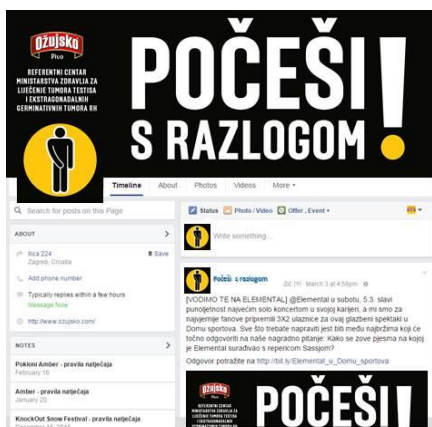 Ožujsko
Pivo
REFERENTNI CENTAR
MINISTARSTVA ZDRAVLJA ZA
LIJEČENJE TUMORA TESTISA
I EKSTRAGONADALNIH
GERMINATIVNIH TUMORA RH
POČEŠI
S RAZLOGOM!
Timeline About Photos Videos More
Search for posts on this Page
ABOUT
Ilica 224
Zagreb, Croatia
Save
Add phone number
Typically replies within a few hours
Message Now
http://www.ozujsko.com/
NOTES
Pokloni Amber - pravila natječaja
February 16
Amber - pravila natječaja
January 20
KnockOut Snow Festival - pravila natječaja
Status Photo / Video Offer, Event +
Write something...
Počeši s razlogom
March 3 at 4:58pm
[VODIMO TE NA ELEMENTAL] @Elemental u subotu, 5.3. slavi
punoljetnost najvećim solo koncertom u svojoj karijeri, a mi smo za
najvjernije fanove pripremili 3X2 ulaznice za ovaj glazbeni spektakl u
Domu sportova. Sve što trebate napraviti jest biti među najbržima koji će
točno odgovoriti na naše nagradno pitanje: Kako se zove pjesma na kojoj
je Elemental surađivao s repericom Sassjom?
Odgovor potražite na http://bit.ly/Elemental_u_Domu_sportova
Ožujsko
Pivo
REFERENTNI CENTAR
MINISTARSTVA ZDRAVLJA ZA
LIJEČENJE TUMORA TESTISA
POČEŠI!